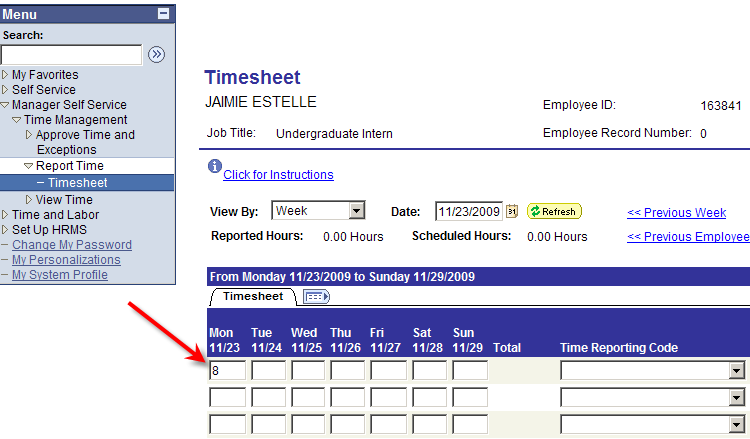 Menu
Search:
My Favorites
Self Service
Manager Self Service
Time Management
Approve Time and
Exceptions
Report Time
– Timesheet
View Time
Time and Labor
Set Up HRMS
– Change My Password
– My Personalizations
– My System Profile
Timesheet
JAIMIE ESTELLE
Employee ID: 163841
Job Title: Undergraduate Intern
Employee Record Number: 0
Click for Instructions
View By: Week Date: 11/23/2009 31 Refresh << Previous Week
Reported Hours: 0.00 Hours Scheduled Hours: 0.00 Hours << Previous Employee
From Monday 11/23/2009 to Sunday 11/29/2009
Timesheet
Mon Tue Wed Thu Fri Sat Sun
11/23 11/24 11/25 11/26 11/27 11/28 11/29 Total Time Reporting Code
8